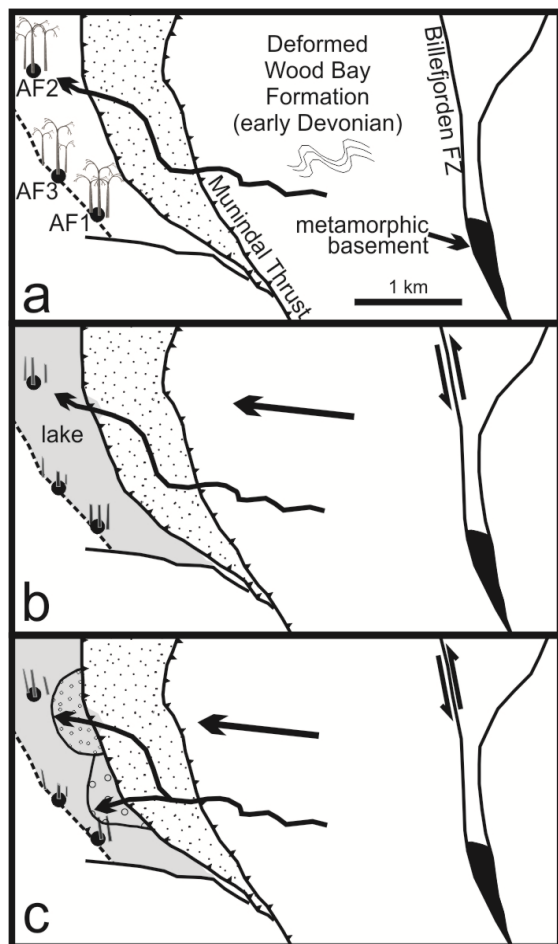 AF2
AF3
AF1
Deformed
Wood Bay
Formation
(early Devonian)
Billefjorden FZ
Munindal Thrust
metamorphic
basement
1 km
a
lake
b
c